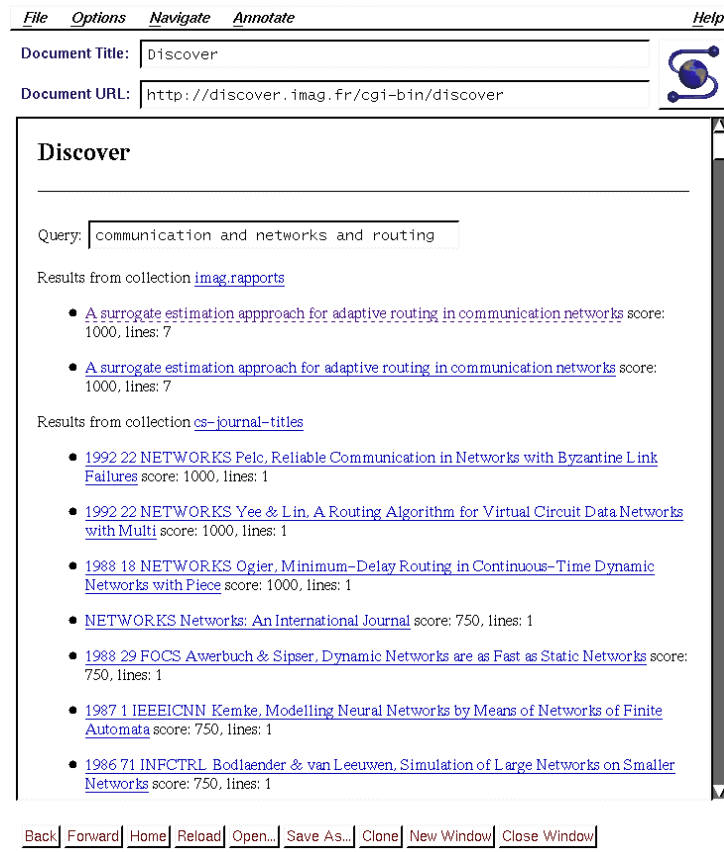 File Options Navigate Annotate Help
Document Title: Discover
Document URL: http://discover.imag.fr/cgi-bin/discover
Discover
Query: communication and networks and routing
Results from collection imag.rapports
A surrogate estimation appproach for adaptive routing in communication networks score:
1000, lines: 7
A surrogate estimation approach for adaptive routing in communication networks score:
1000, lines: 7
Results from collection cs-journal-titles
1992 22 NETWORKS Pelc, Reliable Communication in Networks with Byzantine Link
Failures score: 1000, lines: 1
1992 22 NETWORKS Yee & Lin, A Routing Algorithm for Virtual Circuit Data Networks
with Multi score: 1000, lines: 1
1988 18 NETWORKS Ogier, Minimum-Delay Routing in Continuous-Time Dynamic
Networks with Piece score: 1000, lines: 1
NETWORKS Networks: An International Journal score: 750, lines: 1
1988 29 FOCS Awerbuch & Sipser, Dynamic Networks are as Fast as Static Networks score:
750, lines: 1
1987 1 IEEEICNN Kemke, Modelling Neural Networks by Means of Networks of Finite
Automata score: 750, lines: 1
1986 71 INFCTRL Bodlaender & van Leeuwen, Simulation of Large Networks on Smaller
Networks score: 750, lines: 1
Back Forward Home Reload Open... Save As... Clone New Window Close Window